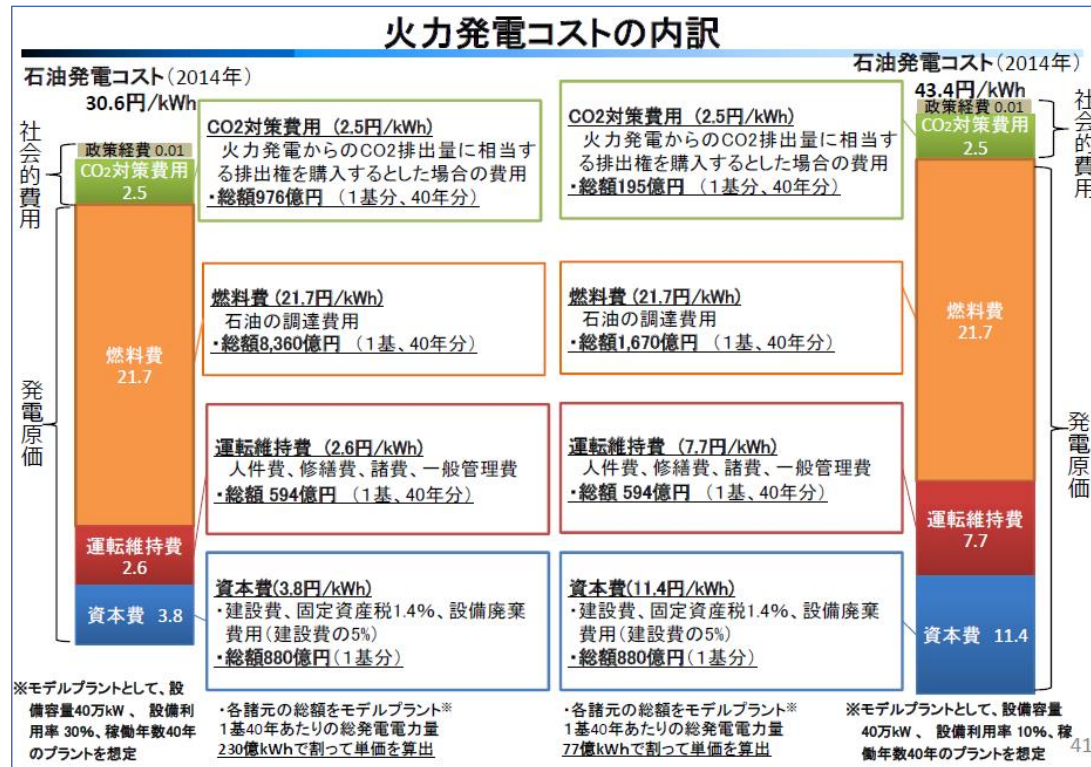 火力発電コストの内訳
石油発電コスト(2014年)
30.6円/kWh
社会的費用
政策経費 0.01
CO2対策費用
2.5
発電原価
燃料費
21.7
運転維持費
2.6
資本費 3.8
※モデルプラントとして、設
備容量40万kW 、 設備利
用率 30%、稼働年数40年
のプラントを想定
CO2対策費用 (2.5円/kWh)
火力発電からのCO2排出量に相当す
る排出権を購入するとした場合の費用
・総額976億円 (1基分、40年分)
燃料費 (21.7円/kWh)
石油の調達費用
・総額8,360億円 (1基、40年分)
運転維持費 (2.6円/kWh)
人件費、修繕費、諸費、一般管理費
・総額 594億円 (1基、40年分)
資本費(3.8円/kWh)
・建設費、固定資産税1.4%、設備廃棄
費用(建設費の5%)
・総額880億円(1基分)
・各諸元の総額をモデルプラント※
1基40年あたりの総発電電力量
230億kWhで割って単価を算出
CO2対策費用 (2.5円/kWh)
火力発電からのCO2排出量に相当す
る排出権を購入するとした場合の費用
・総額195億円 (1基分、40年分)
燃料費 (21.7円/kWh)
石油の調達費用
・総額1,670億円 (1基、40年分)
運転維持費 (7.7円/kWh)
人件費、修繕費、諸費、一般管理費
・総額 594億円 (1基、40年分)
資本費(11.4円/kWh)
・建設費、固定資産税1.4%、設備廃棄
費用(建設費の5%)
・総額880億円(1基分)
・各諸元の総額をモデルプラント※
1基40年あたりの総発電電力量
77億kWhで割って単価を算出
石油発電コスト(2014年)
43.4円/kWh
政策経費 0.01
CO2対策費用
2.5
社会的費用
燃料費
21.7
発電原価
運転維持費
7.7
資本費 11.4
※モデルプラントとして、設備容量
40万kW 、 設備利用率 10%、稼
働年数40年のプラントを想定
41